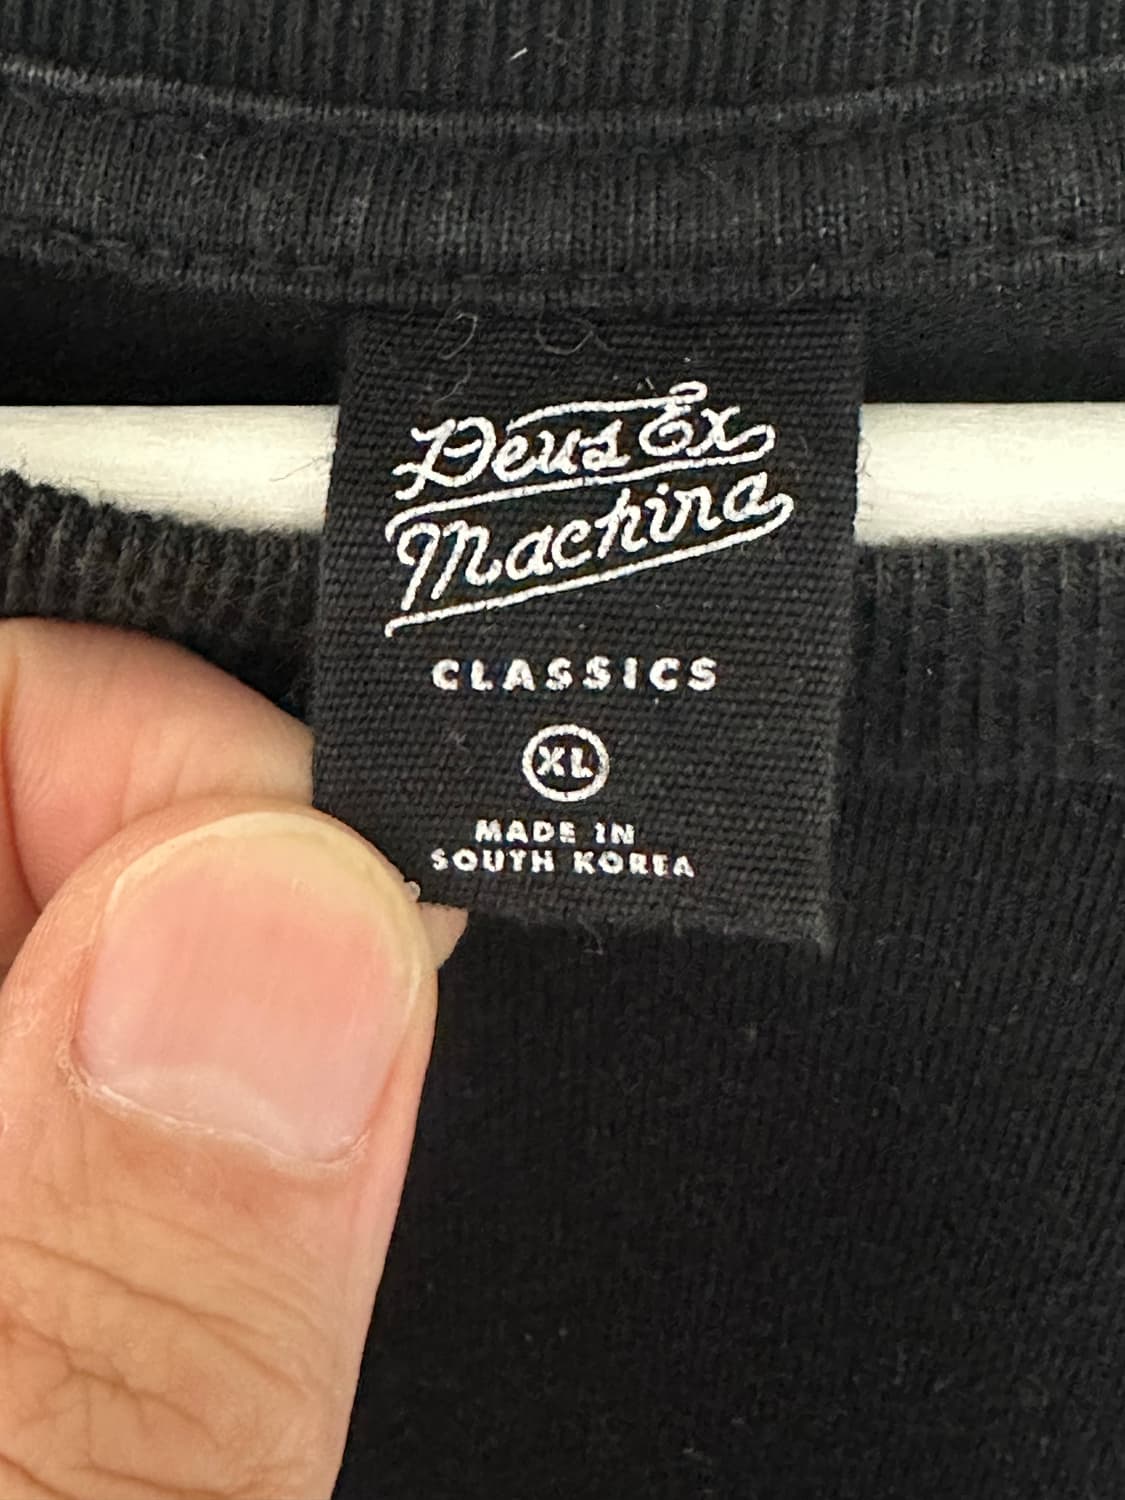 Deus Ex
Machina
CLASSICS
XL
MADE IN
SOUTH KOREA